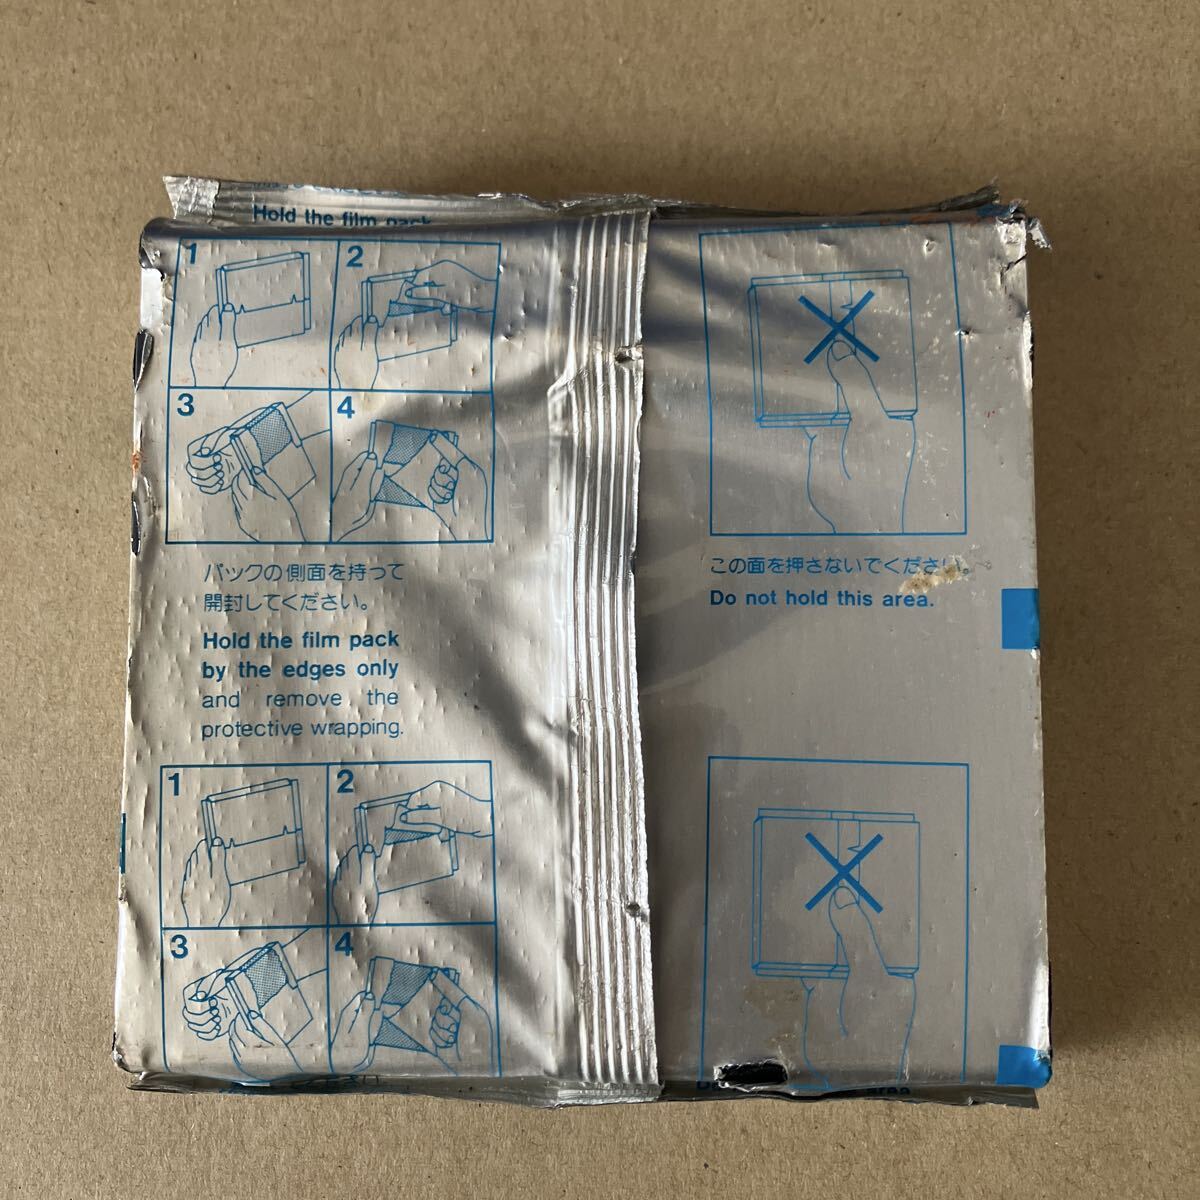 Hold the film pack
1
2
3
4
パックの側面を持って
開封してください。
Hold the film pack
by the edges only
and remove the
protective wrapping.
1
2
3
4
この面を押さないでください。
Do not hold this area.
area